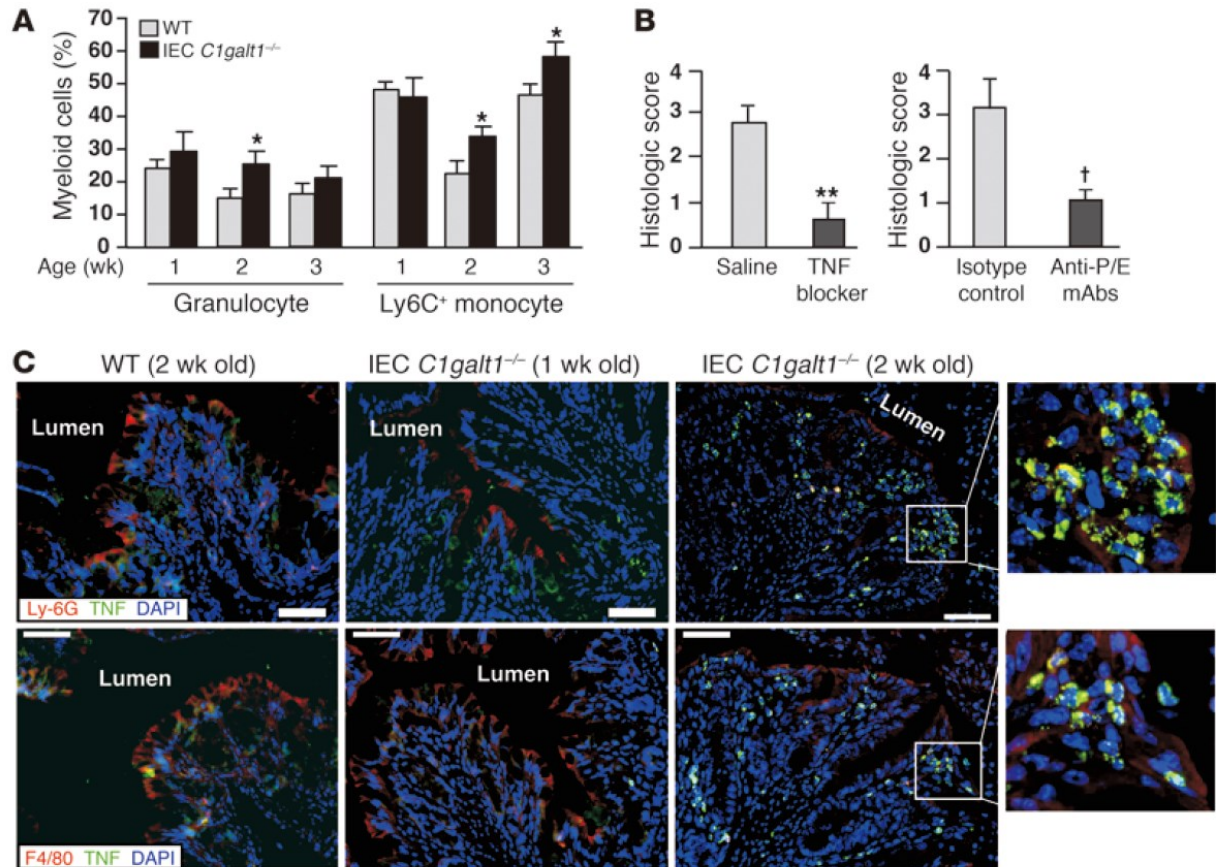 A
70
60
50
40
30
20
10
0
Myeloid cells (%)
WT
IEC C1galt1–/–
*
*
*
Age (wk) 1 2 3 1 2 3
Granulocyte Ly6C+ monocyte
B
4
3
2
1
0
Histologic score
**
Saline TNF
blocker
4
3
2
1
0
Histologic score
†
Isotype Anti-P/E
control mAbs
C
WT (2 wk old) IEC C1galt1–/– (1 wk old) IEC C1galt1–/– (2 wk old)
Lumen Lumen Lumen
Ly-6G TNF DAPI
Lumen Lumen
F4/80 TNF DAPI